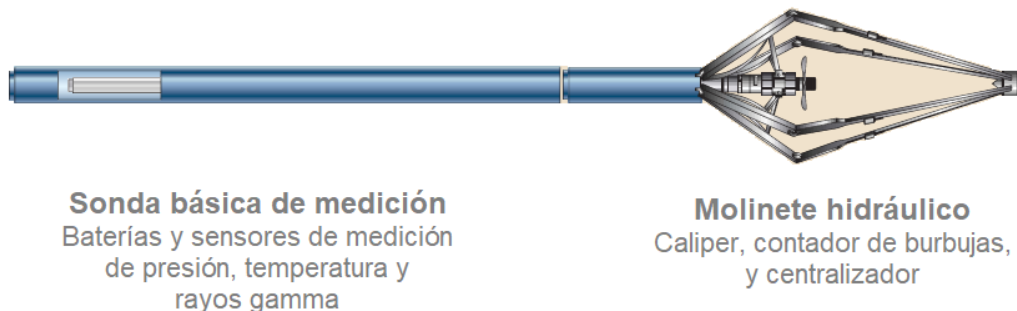 Sonda básica de medición
Baterías y sensores de medición
de presión, temperatura y
rayos gamma
Molinete hidráulico
Caliper, contador de burbujas,
y centralizador